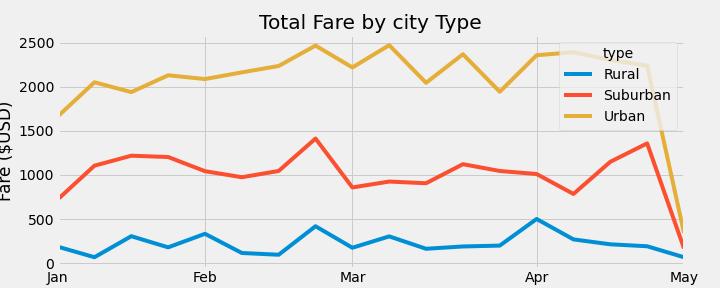 Total Fare by city Type
Fare ($USD)
2500
2000
1500
1000
500
0
Jan Feb Mar Apr May
type
Rural
Suburban
Urban